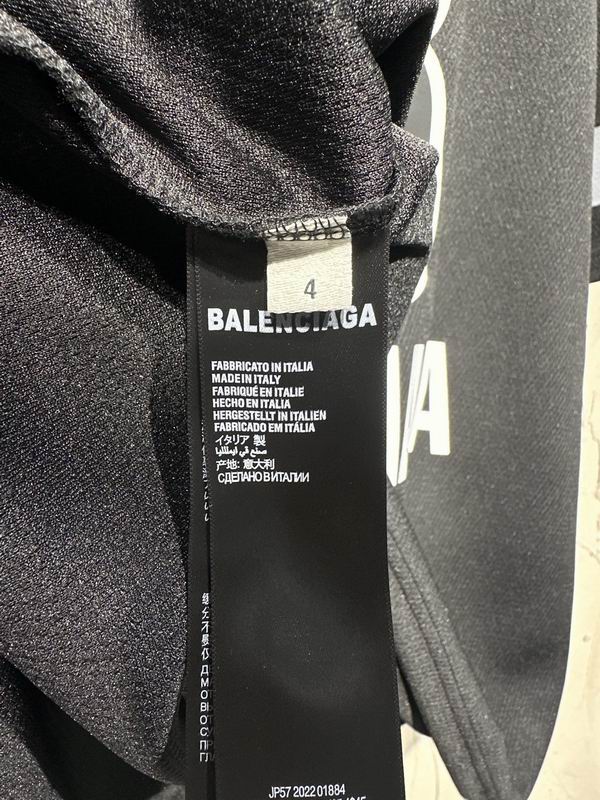 4
BALENCIAGA
FABBRICATO IN ITALIA
MADE IN ITALY
FABRIQUÉ EN ITALIE
HECHO EN ITALIA
HERGESTELLT IN ITALIEN
FABRICADO EM ITÁLIA
イタリア 製
صنع في ايطاليا
产地: 意大利
СДЕЛАНО В ИТАЛИИ
JP57 2022 01884